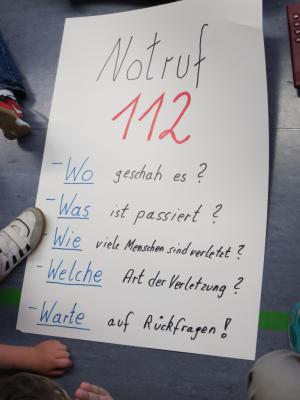 Notruf
112
- Wo geschah es ?
- Was ist passiert ?
- Wie viele Menschen sind verletzt ?
- Welche Art der Verletzung ?
- Warte auf Rückfragen !